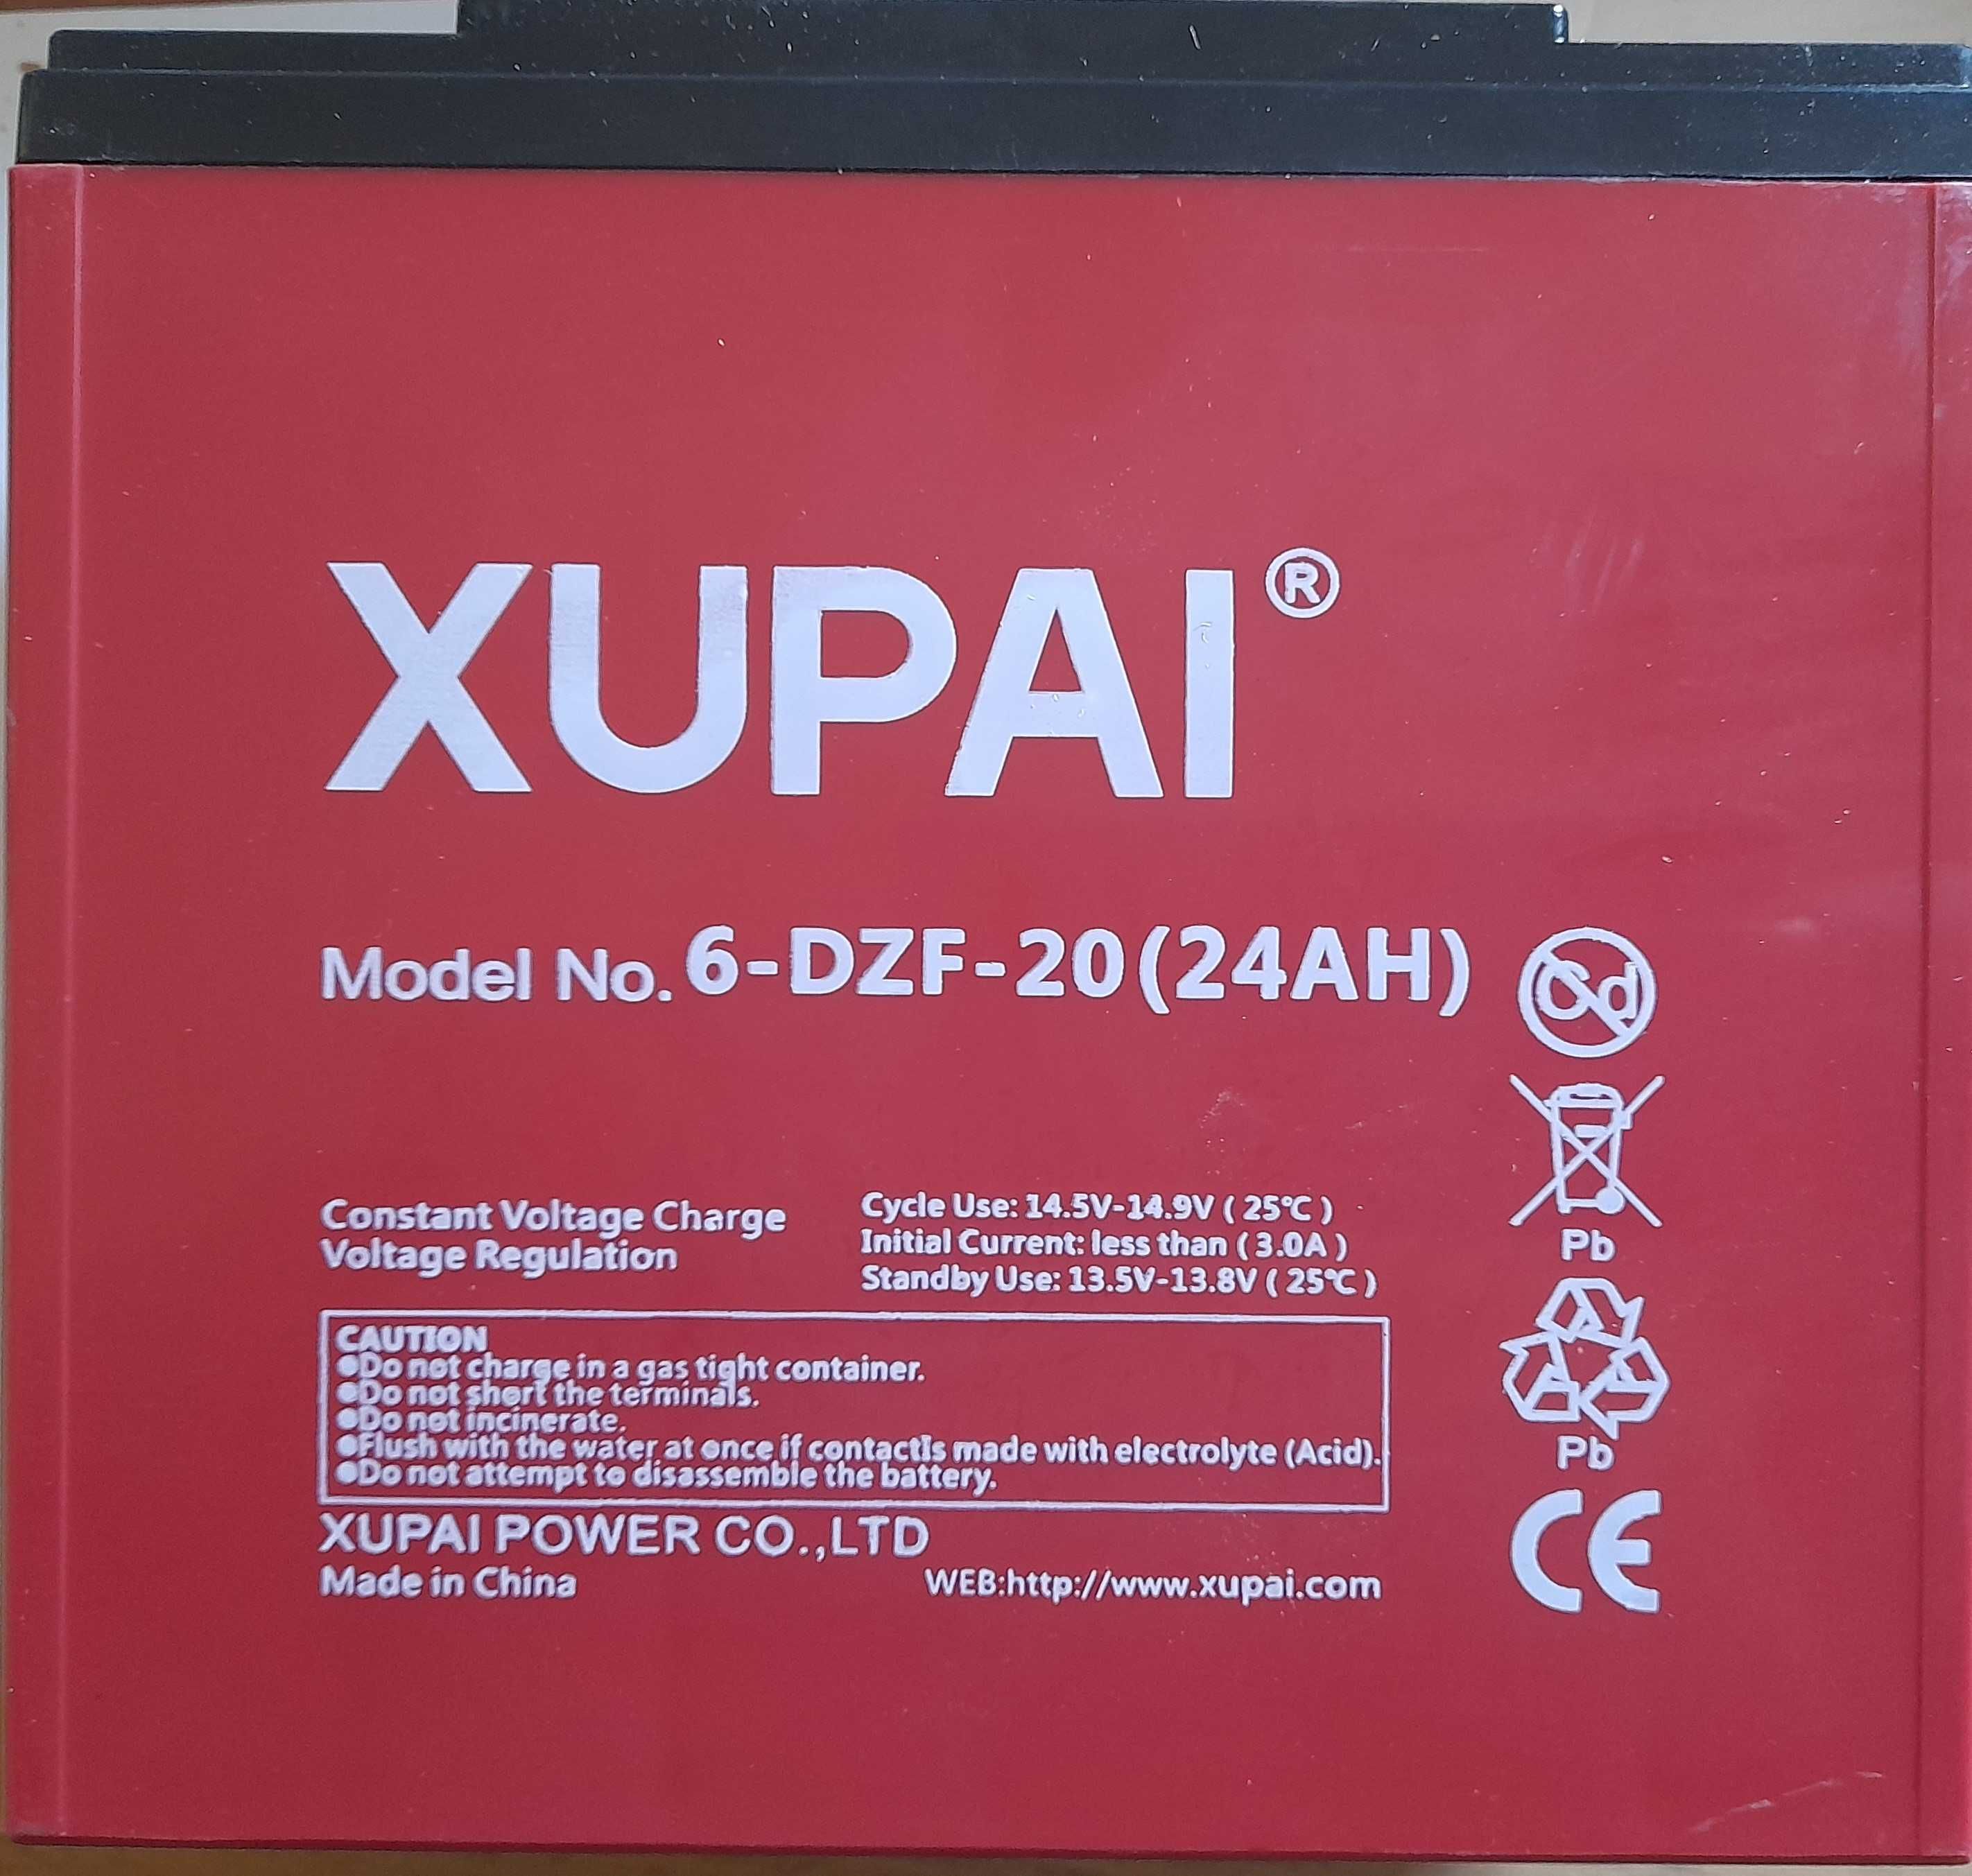 XUPAI®
Model No. 6-DZF-20(24AH)
Cd
Constant Voltage Charge
Voltage Regulation
Cycle Use: 14.5V-14.9V ( 25℃ )
Initial Current: less than ( 3.0A )
Standby Use: 13.5V-13.8V ( 25℃ )
Pb
CAUTION
●Do not charge in a gas tight container.
●Do not short the terminals.
●Do not incinerate.
●Flush with the water at once if contactIs made with electrolyte (Acid).
●Do not attempt to disassemble the battery.
Pb
XUPAI POWER CO.,LTD
Made in China
WEB:http://www.xupai.com
CE